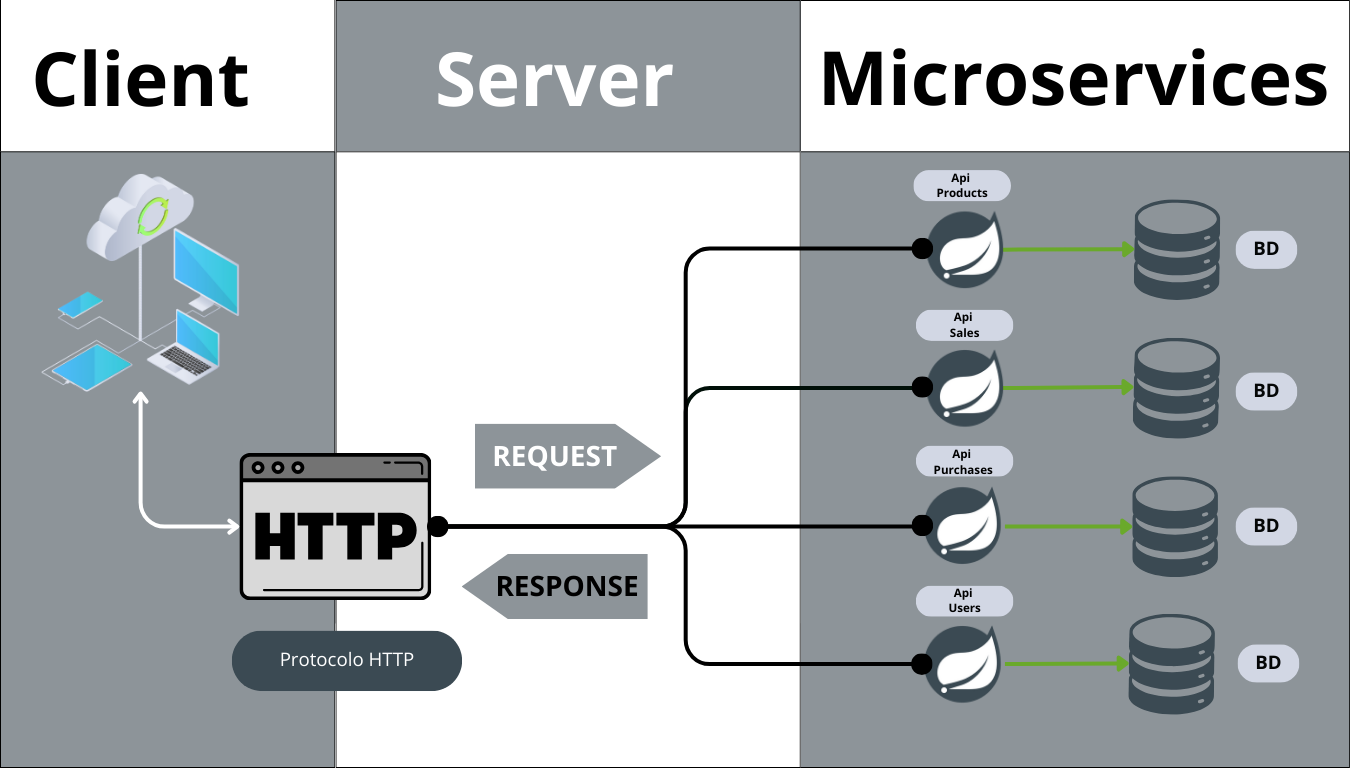 Client
Server
Microservices
Api
Products
BD
Api
Sales
BD
REQUEST
Api
Purchases
HTTP
BD
RESPONSE
Api
Users
Protocolo HTTP
BD